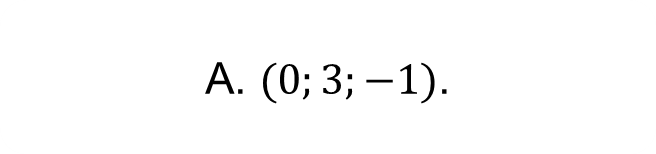 A. (0; 3; −1).